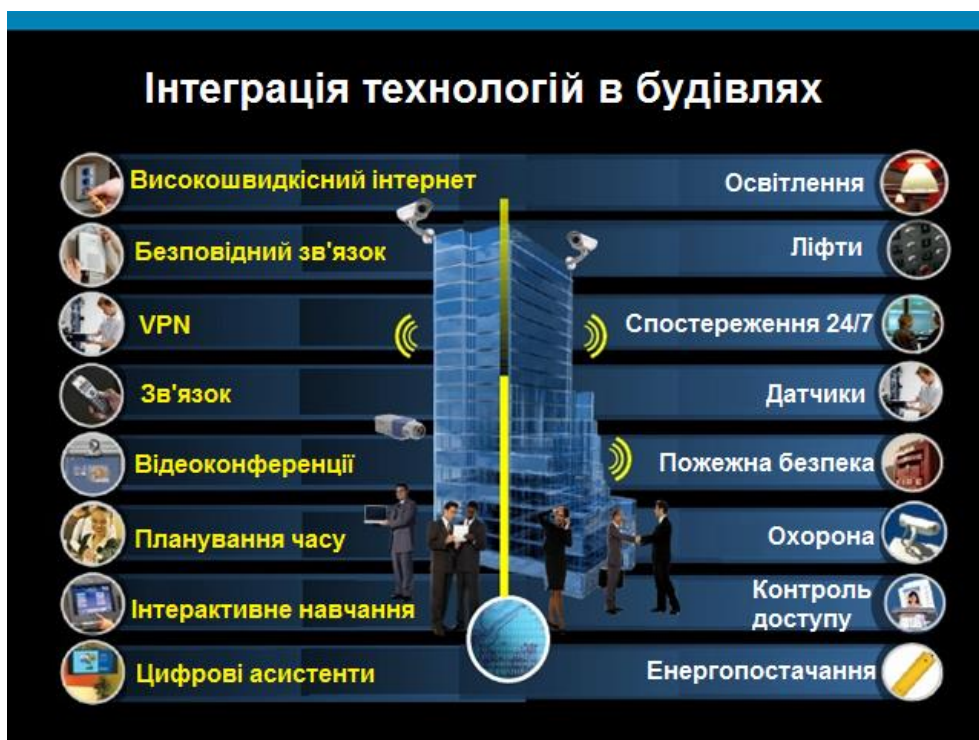 Інтеграція технологій в будівлях
Високошвидкісний інтернет
Безповідний зв'язок
VPN
Зв'язок
Відеоконференції
Планування часу
Інтерактивне навчання
Цифрові асистенти
Освітлення
Ліфти
Спостереження 24/7
Датчики
Пожежна безпека
FIRE
Охорона
Контроль
доступу
Енергопостачання